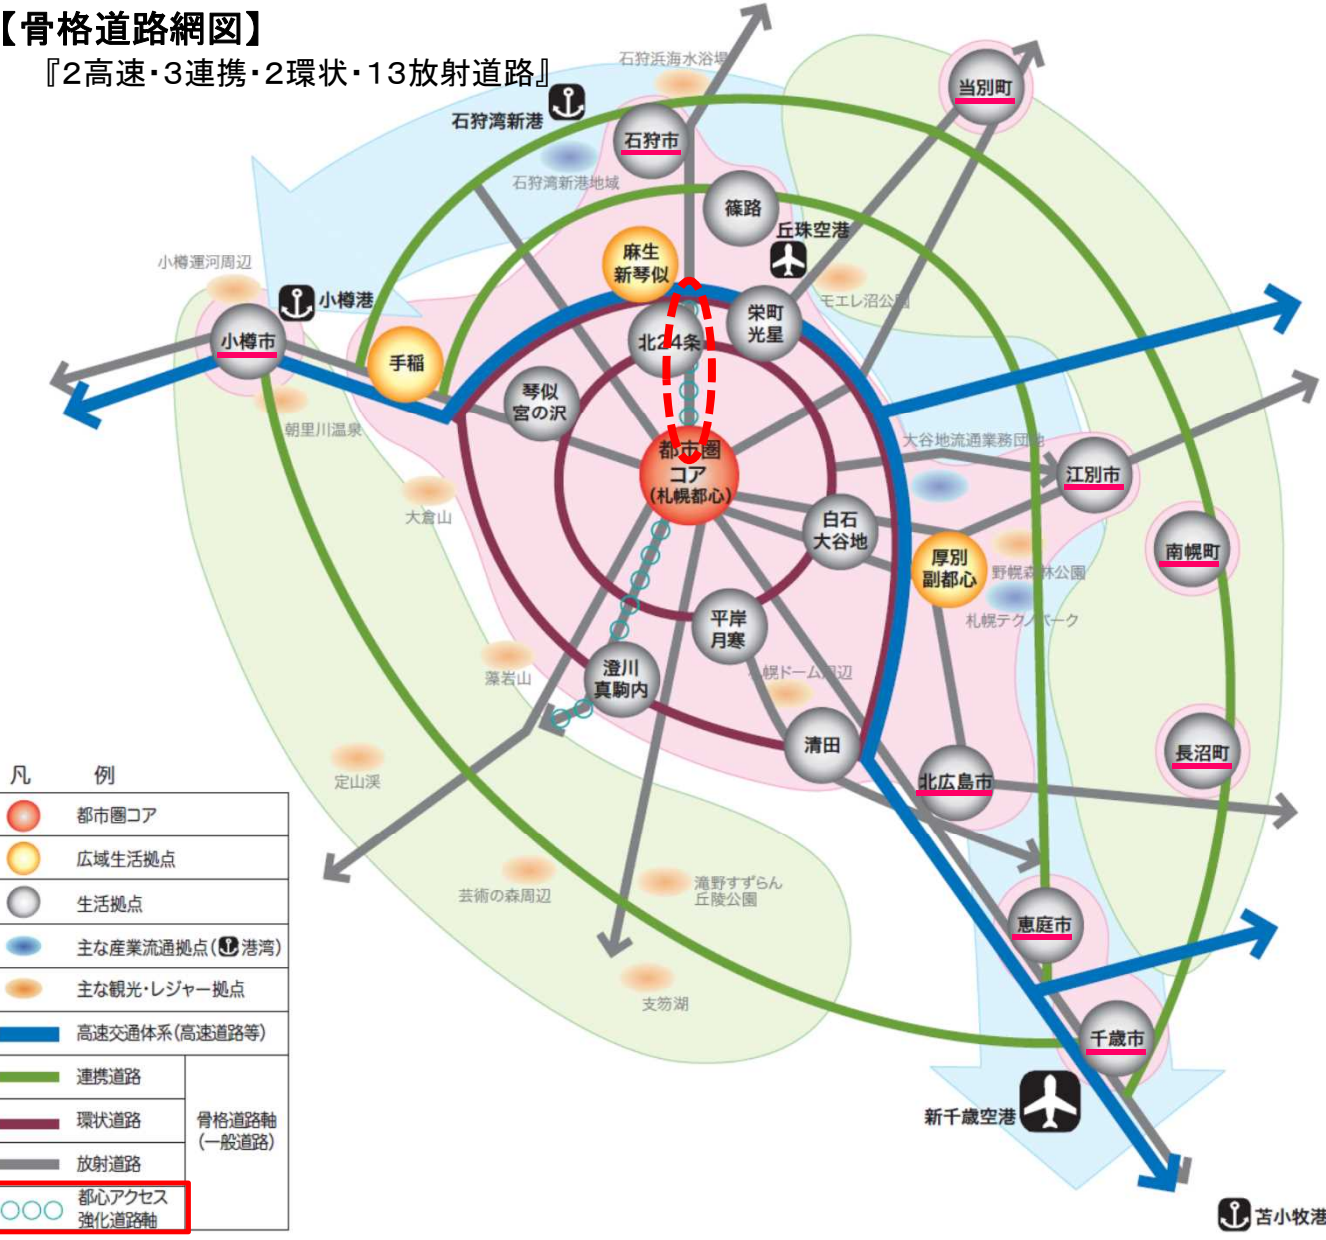 【骨格道路網図】
『2高速・3連携・2環状・13放射道路』
石狩浜海水浴場
当別町
石狩湾新港
石狩市
石狩湾新港地域
篠路
丘珠空港
麻生
新琴似
小樽運河周辺
モエレ沼公園
小樽港
栄町
光星
小樽市
北24条
手稲
琴似
宮の沢
朝里川温泉
大谷地流通業務団地
都市圏
コア
(札幌都心)
江別市
大倉山
白石
大谷地
南幌町
厚別
副都心
野幌森林公園
札幌テクノパーク
平岸
月寒
藻岩山
澄川
真駒内
札幌ドーム周辺
清田
長沼町
北広島市
定山渓
芸術の森周辺
滝野すずらん
丘陵公園
恵庭市
支笏湖
千歳市
新千歳空港
苫小牧港
凡 例
都市圏コア
広域生活拠点
生活拠点
主な産業流通拠点(港湾)
主な観光・レジャー拠点
高速交通体系(高速道路等)
連携道路
環状道路
骨格道路軸
(一般道路)
放射道路
都心アクセス
強化道路軸